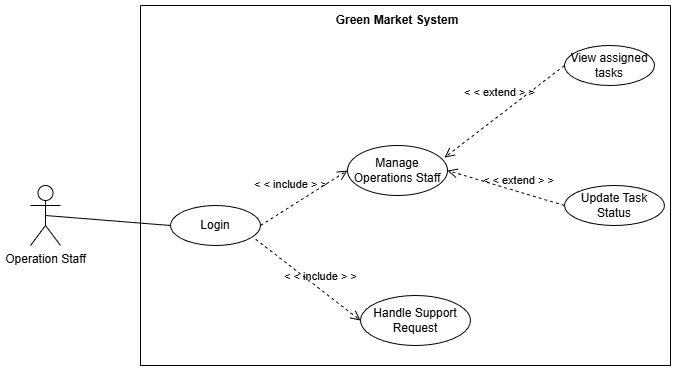 Green Market System
View assigned
tasks
< < extend > >
Manage
Operations Staff
< < include > >
< < extend > >
Update Task
Status
Login
Operation Staff
< < include > >
Handle Support
Request